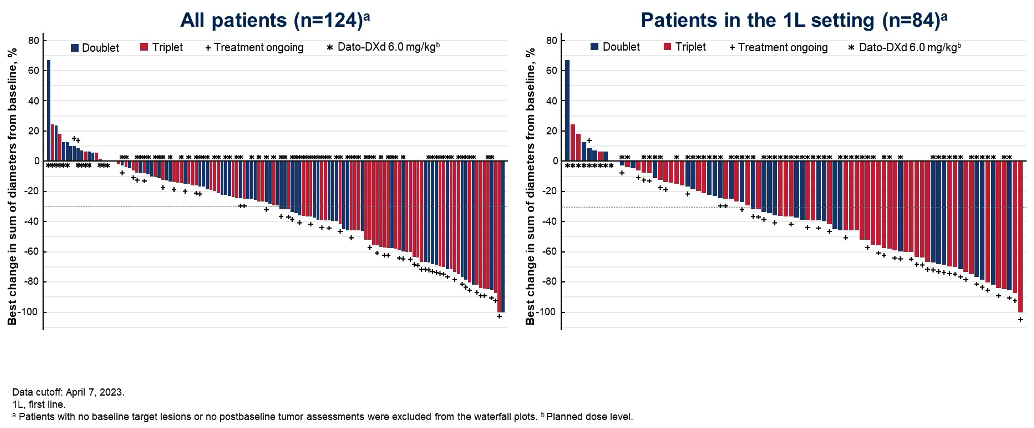 All patients (n=124)ᵃ
Doublet Triplet + Treatment ongoing * Dato-DXd 6.0 mg/kgᵇ
Best change in sum of diameters from baseline, %
80
60
40
20
0
-20
-40
-60
-80
-100
Patients in the 1L setting (n=84)ᵃ
Doublet Triplet + Treatment ongoing * Dato-DXd 6.0 mg/kgᵇ
Best change in sum of diameters from baseline, %
80
60
40
20
0
-20
-40
-60
-80
-100
Data cutoff: April 7, 2023.
1L, first line.
ᵃ Patients with no baseline target lesions or no postbaseline tumor assessments were excluded from the waterfall plots. ᵇ Planned dose level.